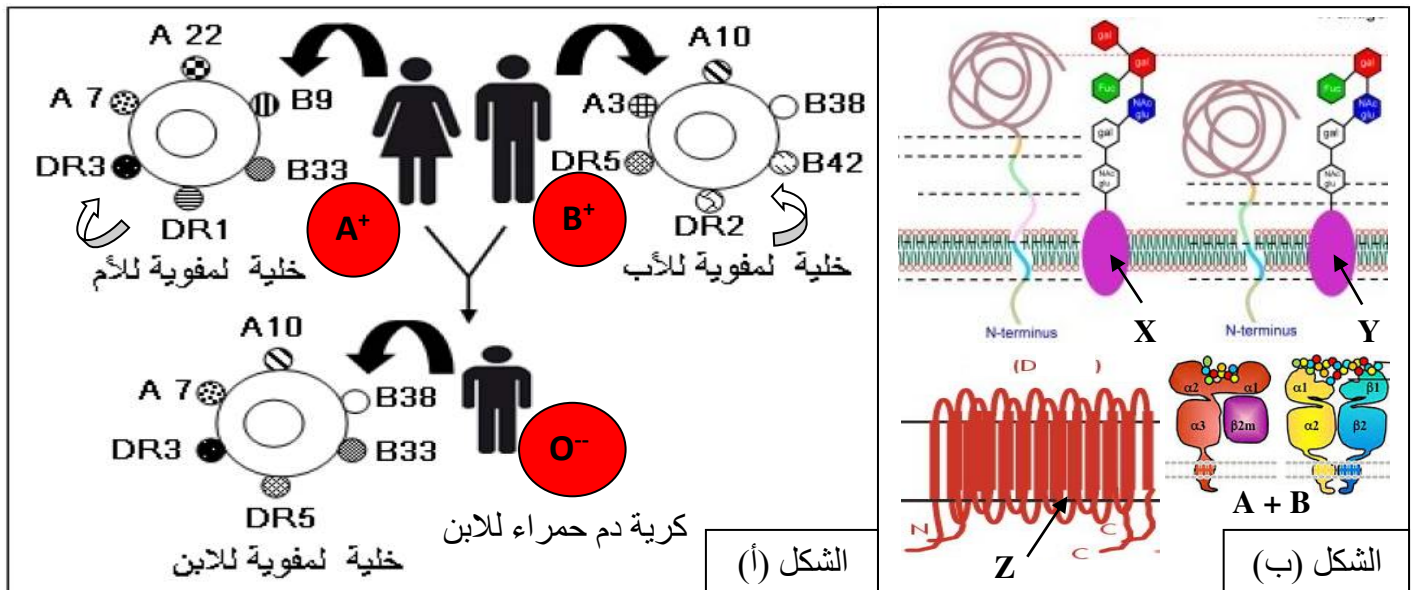 A 22
A 7
B9
DR3
B33
DR1
خلية لمفوية للأم
A⁺
A10
A3
B38
DR5
B42
DR2
خلية لمفوية للأب
B⁺
A10
A 7
B38
DR3
B33
DR5
خلية لمفوية للابن
O⁻⁻
كرية دم حمراء للابن
الشكل (أ)
gal
gal
Fuc
NAc glu
gal
NAc glu
N-terminus
X
gal
Fuc
NAc glu
gal
NAc glu
N-terminus
Y
(D )
N
C
C
Z
α2
α1
α3
β2m
α1
β1
α2
β2
A + B
الشكل (ب)